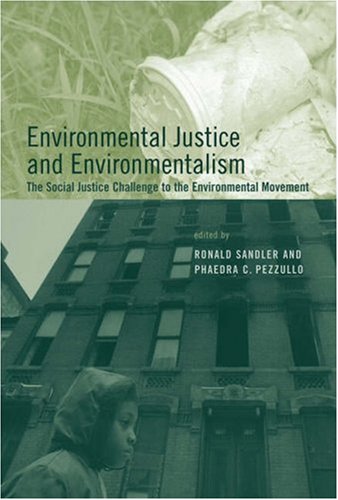 Environmental Justice
and Environmentalism
The Social Justice Challenge to the Environmental Movement
edited by
RONALD SANDLER AND
PHAEDRA C. PEZZULLO